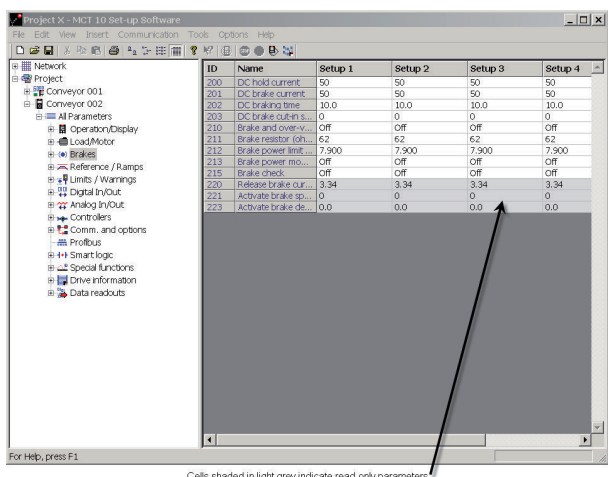 Project X - MCT 10 Set-up Software
File Edit View Insert Communication Tools Options Help
Network
Project
Conveyor 001
Conveyor 002
All Parameters
Operation/Display
Load/Motor
Brakes
Reference / Ramps
Limits / Warnings
Digital In/Out
Analog In/Out
Controllers
Comm. and options
Profibus
Smart logic
Special functions
Drive information
Data readouts
ID Name Setup 1 Setup 2 Setup 3 Setup 4
200 DC hold current 50 50 50 50
201 DC brake current 50 50 50 50
202 DC braking time 10.0 10.0 10.0 10.0
203 DC brake cut-in s... 0 0 0 0
210 Brake and over-v... Off Off Off Off
211 Brake resistor (oh... 62 62 62 62
212 Brake power limit ... 7.900 7.900 7.900 7.900
213 Brake power mo... Off Off Off Off
215 Brake check Off Off Off Off
220 Release brake cur... 3.34 3.34 3.34 3.34
221 Activate brake sp... 0 0 0 0
223 Activate brake de... 0.0 0.0 0.0 0.0
For Help, press F1
Cells shaded in light grey indicate read only parameters